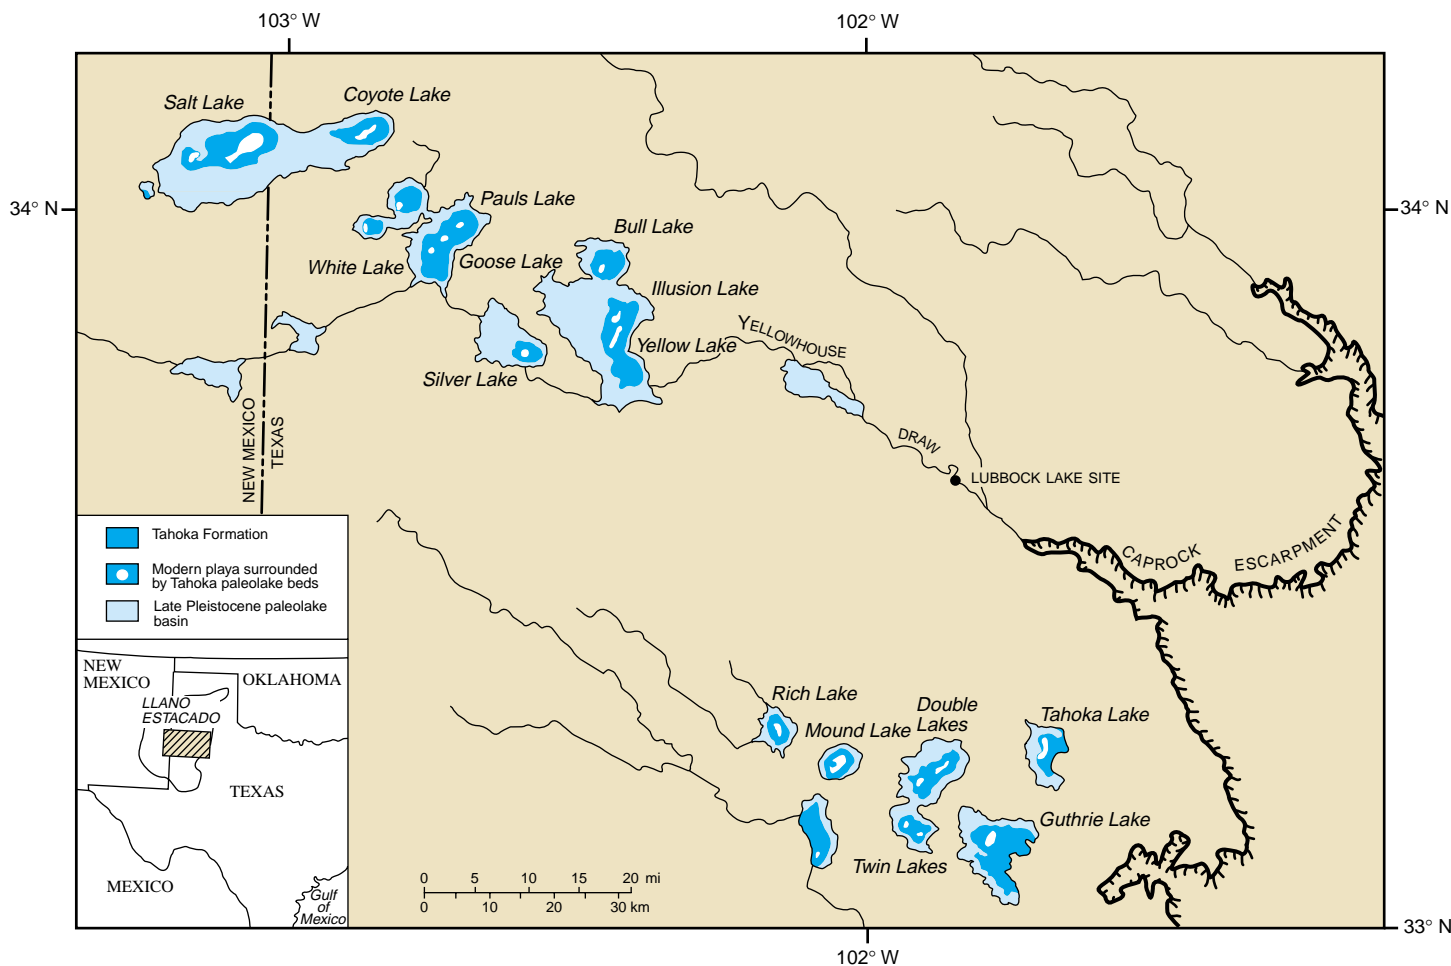 103° W
102° W
Salt Lake
Coyote Lake
34° N
34° N
Pauls Lake
Bull Lake
White Lake
Goose Lake
Illusion Lake
YELLOWHOUSE
Yellow Lake
Silver Lake
NEW MEXICO
TEXAS
DRAW
LUBBOCK LAKE SITE
CAPROCK
ESCARPMENT
Tahoka Formation
Modern playa surrounded
by Tahoka paleolake beds
Late Pleistocene paleolake
basin
NEW
MEXICO
OKLAHOMA
LLANO
ESTACADO
TEXAS
MEXICO
Gulf
of
Mexico
Rich Lake
Mound Lake
Double
Lakes
Tahoka Lake
Guthrie Lake
Twin Lakes
0 5 10 15 20 mi
0 10 20 30 km
33° N
102° W